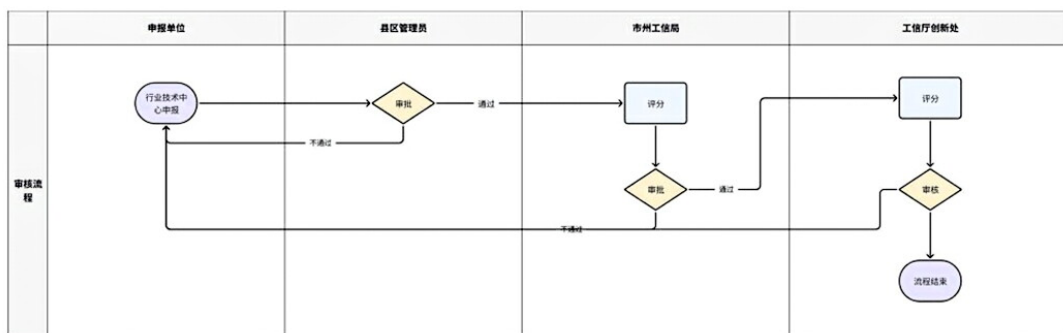 申报单位
县区管理员
市州工信局
工信厅创新处
审核流
程
行业技术中
心申报
审批
通过
评分
评分
不通过
审批
通过
审核
不通过
流程结束